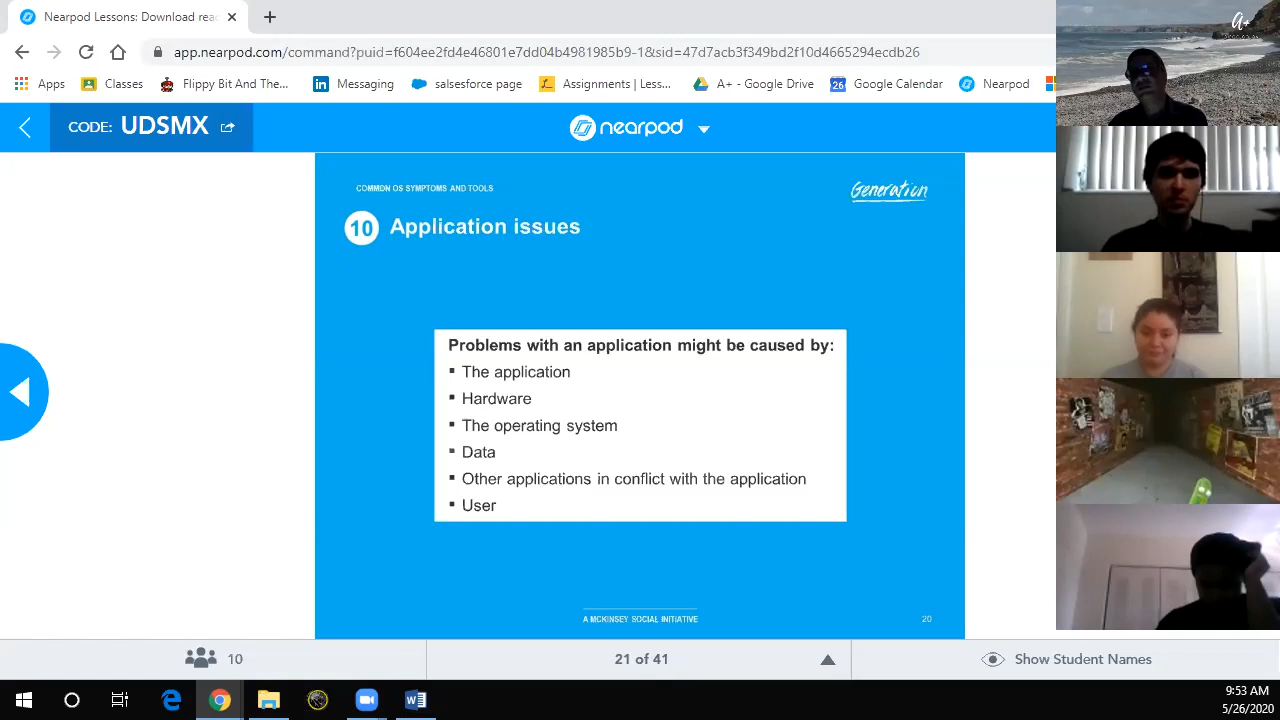 Nearpod Lessons: Download rea
app.nearpod.com/command?puid=f604ee2fd4e46801e7dd04b4981985b9-1&sid=47d7acb3f349bd2f10d4665294ecdb26
Apps Classes Flippy Bit And The... Messaging salsesforce page Assignments | Less... A+ - Google Drive 26 Google Calendar Nearpod
CODE: UDSMX
nearpod
COMMON OS SYMPTOMS AND TOOLS
Generation
10 Application issues
Problems with an application might be caused by:
▪ The application
▪ Hardware
▪ The operating system
▪ Data
▪ Other applications in conflict with the application
▪ User
A MCKINSEY SOCIAL INITIATIVE
20
10
21 of 41
Show Student Names
9:53 AM
5/26/2020
A+